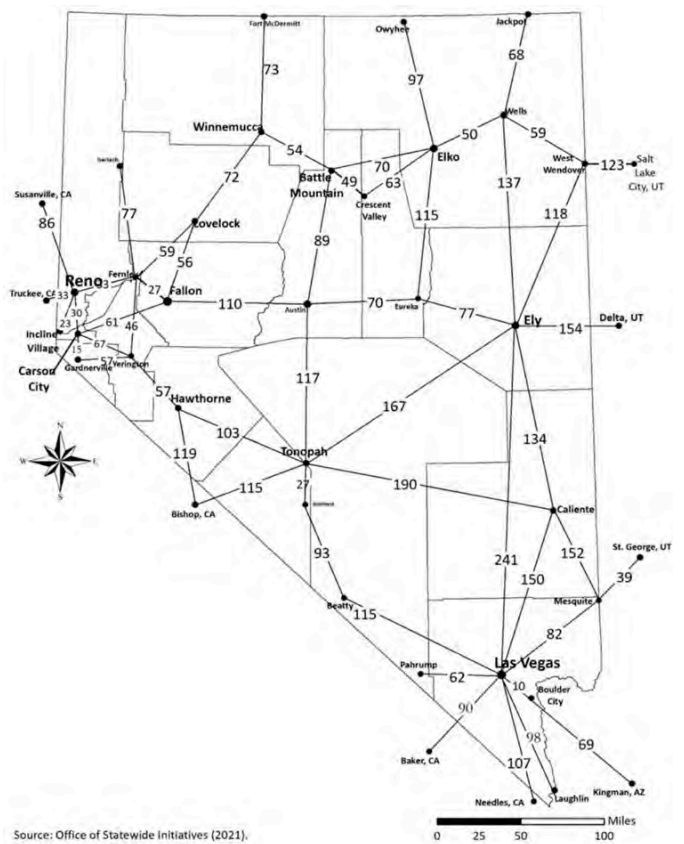 Fort McDermitt
Owyhee
Jackpot
73
97
68
Wells
Winnemucca
50
59
54
Elko
Battle
Mountain
70
West
Wendover
123
Salt
Lake
City, UT
Gerlach
72
49
63
Crescent
Valley
137
Susanville, CA
86
77
Lovelock
115
118
59
56
89
Reno
Fernley
27
Fallon
Truckee, CA
33
33
30
110
Austin
70
Eureka
77
Ely
154
Delta, UT
23
61
46
Incline
Village
67
15
57
Yerington
Gardnerville
Carson
City
57
Hawthorne
117
167
134
N
W
E
S
119
103
Tonopah
115
27
190
Bishop, CA
Caliente
93
241
150
152
St. George, UT
39
Beatty
115
Mesquite
82
Las Vegas
Pahrump
62
10
Boulder
City
90
98
69
Baker, CA
107
Needles, CA
Laughlin
Kingman, AZ
Miles
0
25
50
100
Source: Office of Statewide Initiatives (2021).